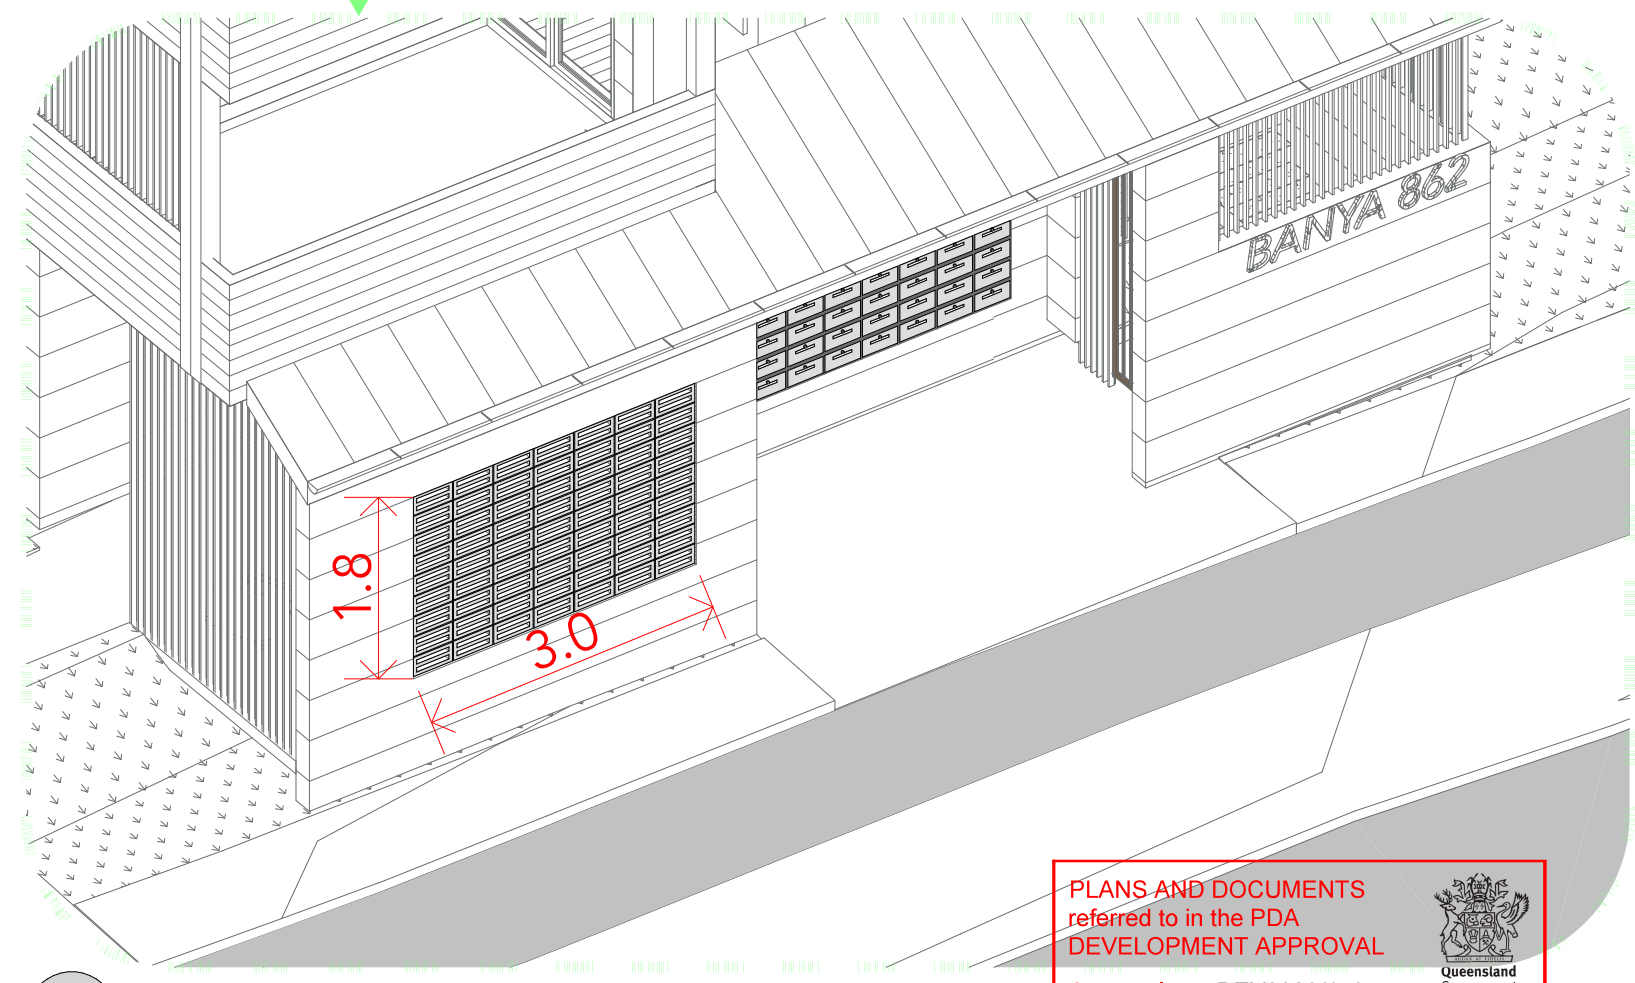 BANYA 862
1.8
3.0
PLANS AND DOCUMENTS
referred to in the PDA
DEVELOPMENT APPROVAL
Queensland